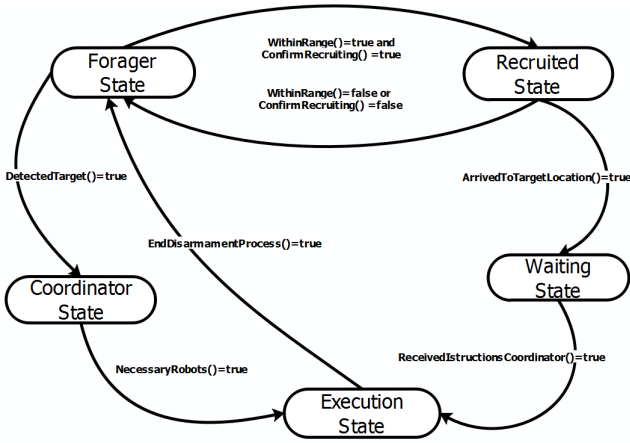 WithinRange()=true and
ConfirmRecruiting() =true
Forager
State
Recruited
State
WithinRange()=false or
ConfirmRecruiting() =false
DetectedTarget()=true
ArrivedToTargetLocation()=true
EndDisarmamentProcess()=true
Coordinator
State
Waiting
State
NecessaryRobots()=true
ReceivedIstructionsCoordinator()=true
Execution
State